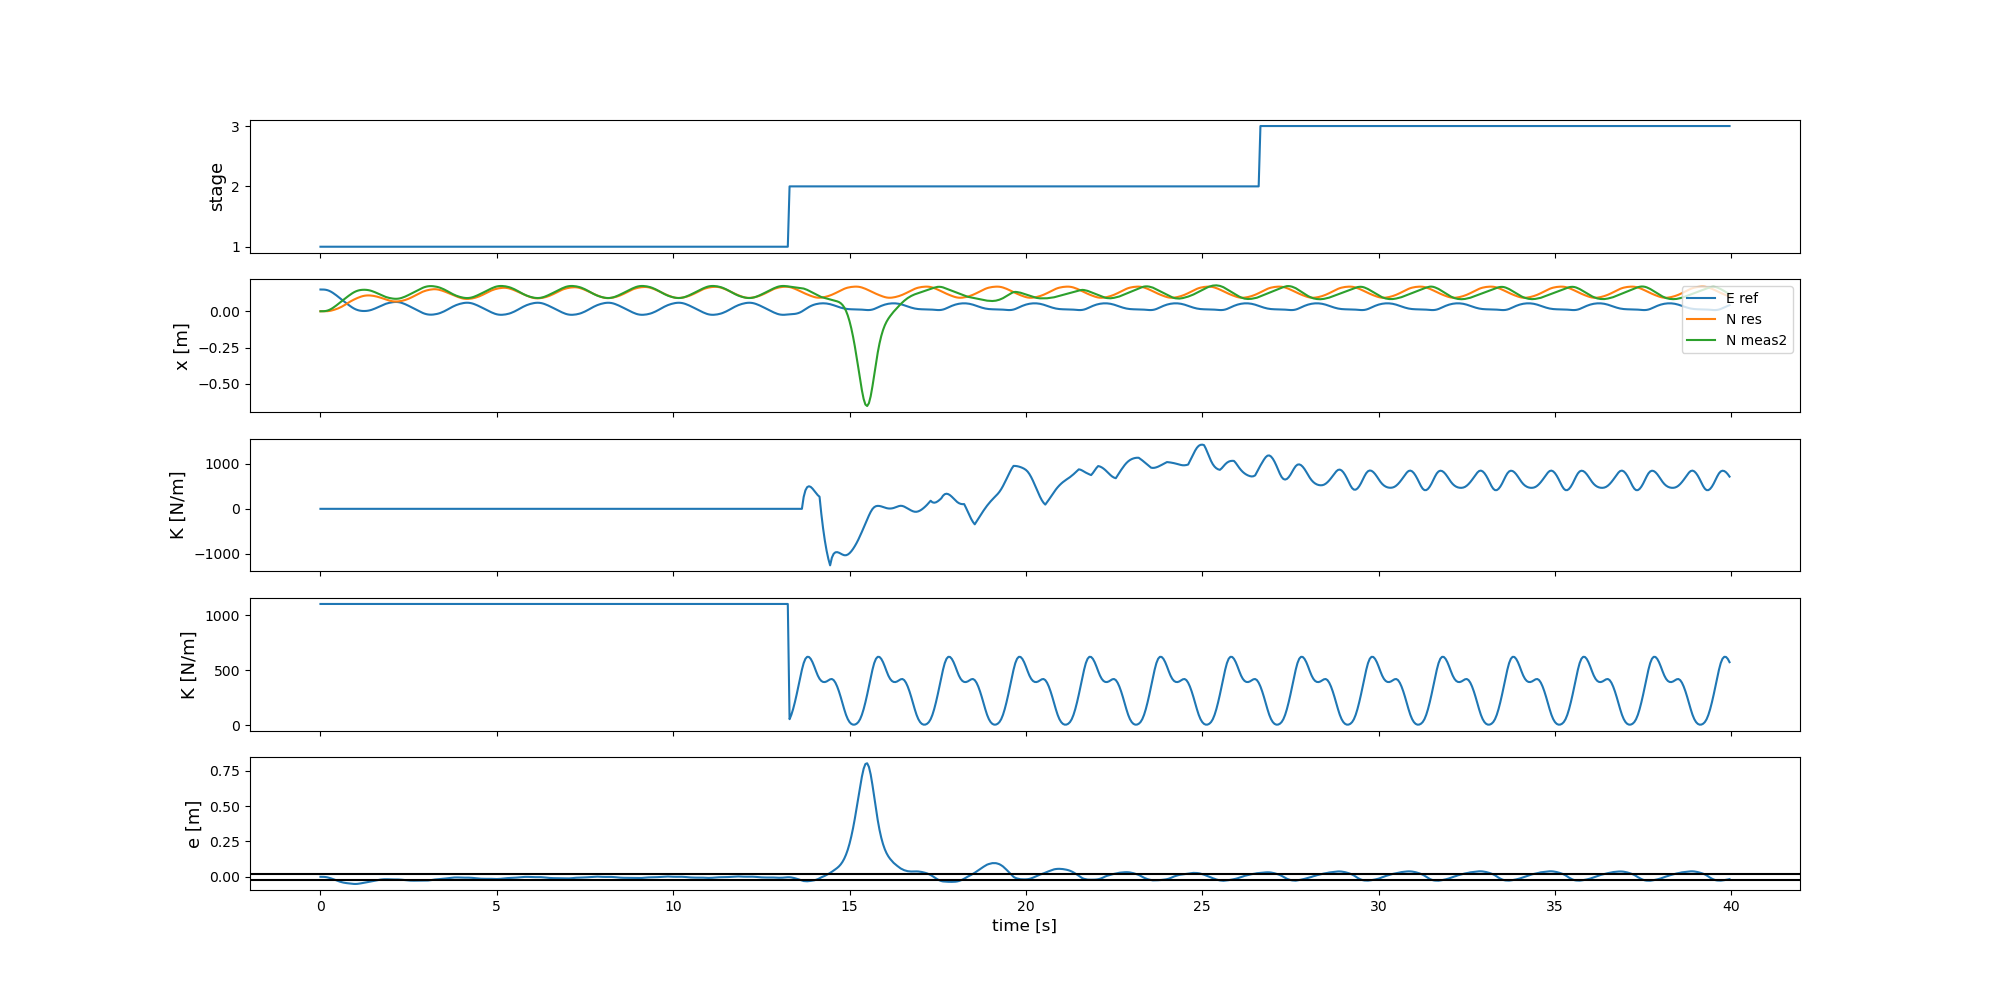 stage
3
2
1
x [m]
0.00
−0.25
−0.50
E ref
N res
N meas2
K [N/m]
1000
0
−1000
K [N/m]
1000
500
0
e [m]
0.75
0.50
0.25
0.00
0 5 10 15 20 25 30 35 40
time [s]